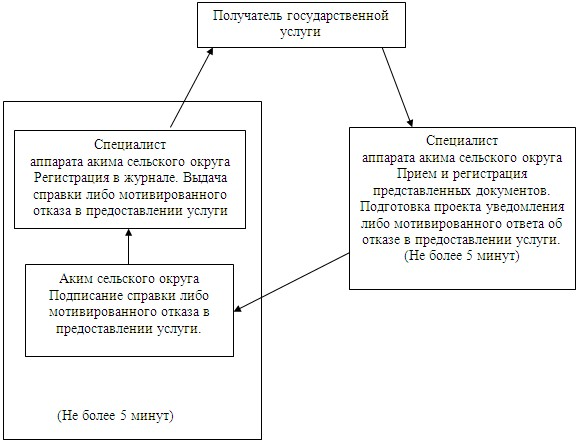 Получатель государственной
услуги
Специалист
аппарата акима сельского округа
Регистрация в журнале. Выдача
справки либо мотивированного
отказа в предоставлении услуги
Аким сельского округа
Подписание справки либо
мотивированного отказа в
предоставлении услуги.
(Не более 5 минут)
Специалист
аппарата акима сельского округа
Прием и регистрация
представленных документов.
Подготовка проекта уведомления
либо мотивированного ответа об
отказе в предоставлении услуги.
(Не более 5 минут)